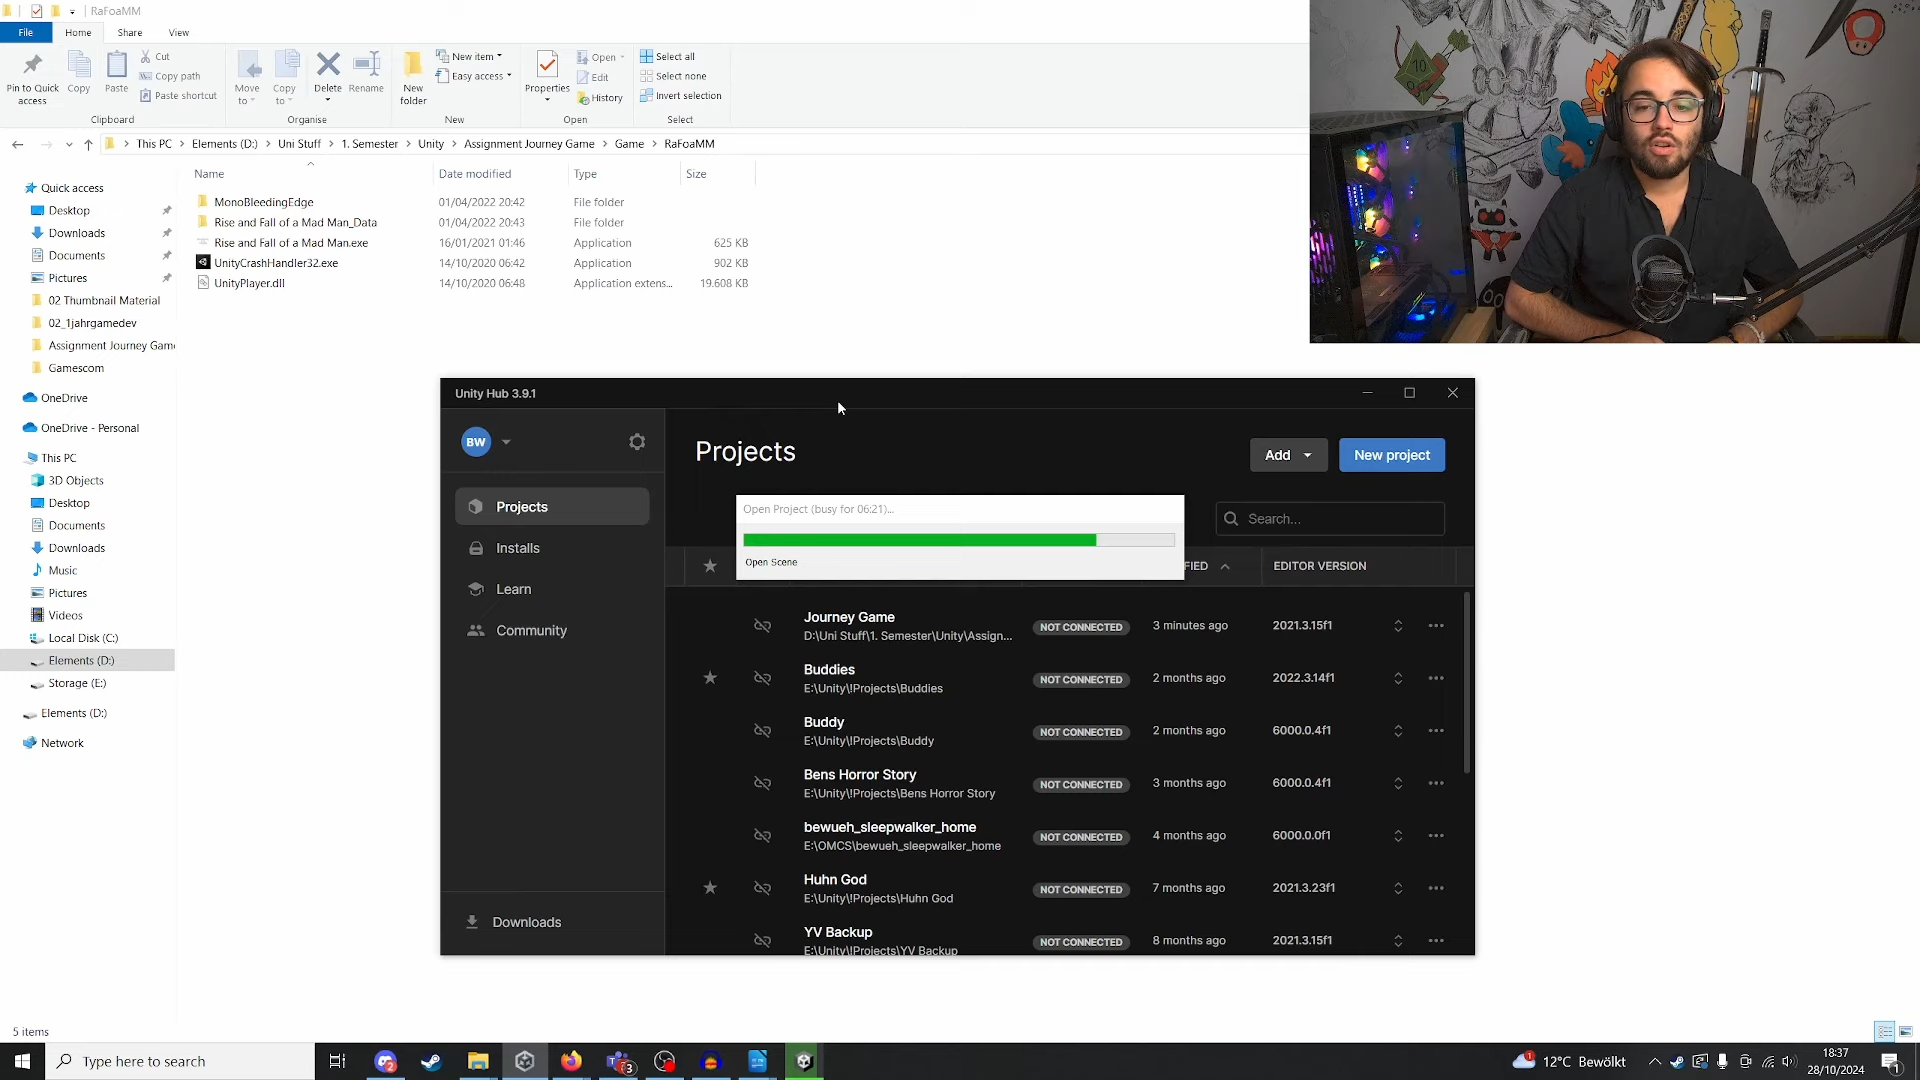 RaFoaMM
File
Home
Share
View
Pin to Quick
access
Copy
Paste
Cut
Copy path
Paste shortcut
Clipboard
Move
to
Copy
to
Delete
Rename
Organise
New
folder
New item
Easy access
New
Properties
Open
Edit
History
Open
Select all
Select none
Invert selection
Select
This PC
Elements (D:)
Uni Stuff
1. Semester
Unity
Assignment Journey Game
Game
RaFoaMM
Name
Date modified
Type
Size
MonoBleedingEdge
01/04/2022 20:42
File folder
Rise and Fall of a Mad Man_Data
01/04/2022 20:43
File folder
Rise and Fall of a Mad Man.exe
16/01/2021 01:46
Application
625 KB
UnityCrashHandler32.exe
14/10/2020 06:42
Application
902 KB
UnityPlayer.dll
14/10/2020 06:48
Application extens...
19.608 KB
Quick access
Desktop
Downloads
Documents
Pictures
02 Thumbnail Material
02_1jahrgamedev
Assignment Journey Gam
Gamescom
OneDrive
OneDrive - Personal
This PC
3D Objects
Desktop
Documents
Downloads
Music
Pictures
Videos
Local Disk (C:)
Elements (D:)
Storage (E:)
Elements (D:)
Network
5 items
10
Unity Hub 3.9.1
BW
Projects
Installs
Learn
Community
Downloads
Projects
Add
New project
Search...
Open Project (busy for 06:21)...
Open Scene
FIED
EDITOR VERSION
Journey Game
D:\Uni Stuff\1. Semester\Unity\Assign...
NOT CONNECTED
3 minutes ago
2021.3.15f1
Buddies
E:\Unity\!Projects\Buddies
NOT CONNECTED
2 months ago
2022.3.14f1
Buddy
E:\Unity\!Projects\Buddy
NOT CONNECTED
2 months ago
6000.0.4f1
Bens Horror Story
E:\Unity\!Projects\Bens Horror Story
NOT CONNECTED
3 months ago
6000.0.4f1
bewueh_sleepwalker_home
E:\OMCS\bewueh_sleepwalker_home
NOT CONNECTED
4 months ago
6000.0.0f1
Huhn God
E:\Unity\!Projects\Huhn God
NOT CONNECTED
7 months ago
2021.3.23f1
YV Backup
E:\Unity\!Projects\YV Backup
NOT CONNECTED
8 months ago
2021.3.15f1
Type here to search
2
3
1
12°C Bewölkt
18:37
28/10/2024
1